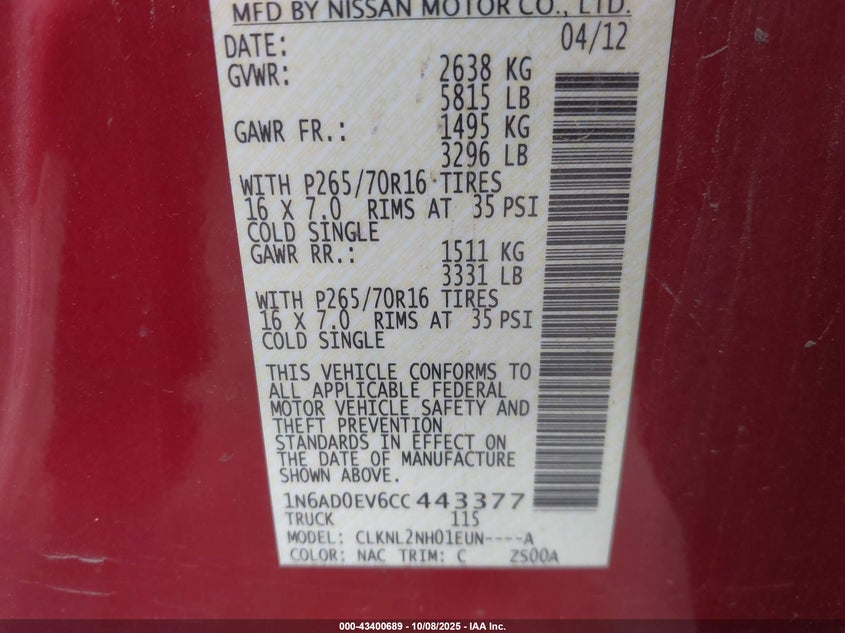 MFD BY NISSAN MOTOR CO., LTD.
DATE: 04/12
GVWR: 2638 KG
5815 LB
GAWR FR.: 1495 KG
3296 LB
WITH P265/70R16 TIRES
16 X 7.0 RIMS AT 35 PSI
COLD SINGLE
GAWR RR.: 1511 KG
3331 LB
WITH P265/70R16 TIRES
16 X 7.0 RIMS AT 35 PSI
COLD SINGLE
THIS VEHICLE CONFORMS TO
ALL APPLICABLE FEDERAL
MOTOR VEHICLE SAFETY AND
THEFT PREVENTION
STANDARDS IN EFFECT ON
THE DATE OF MANUFACTURE
SHOWN ABOVE.
1N6AD0EV6CC443377
TRUCK 115
MODEL: CLKNL2NH01EUN----A
COLOR: NAC TRIM: C ZS00A
000-43400689 - 10/08/2025 - IAA Inc.